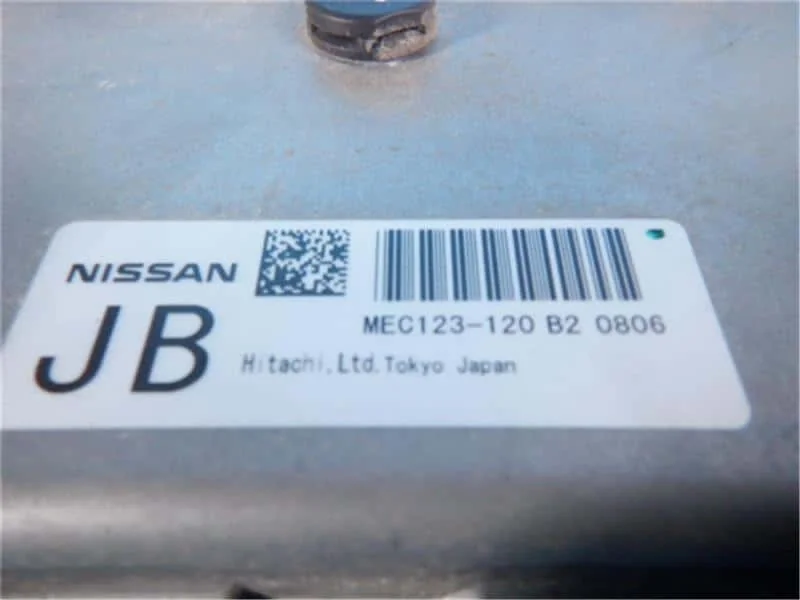 NISSAN
MEC123-120 B2 0806
JB
Hitachi,Ltd.Tokyo Japan